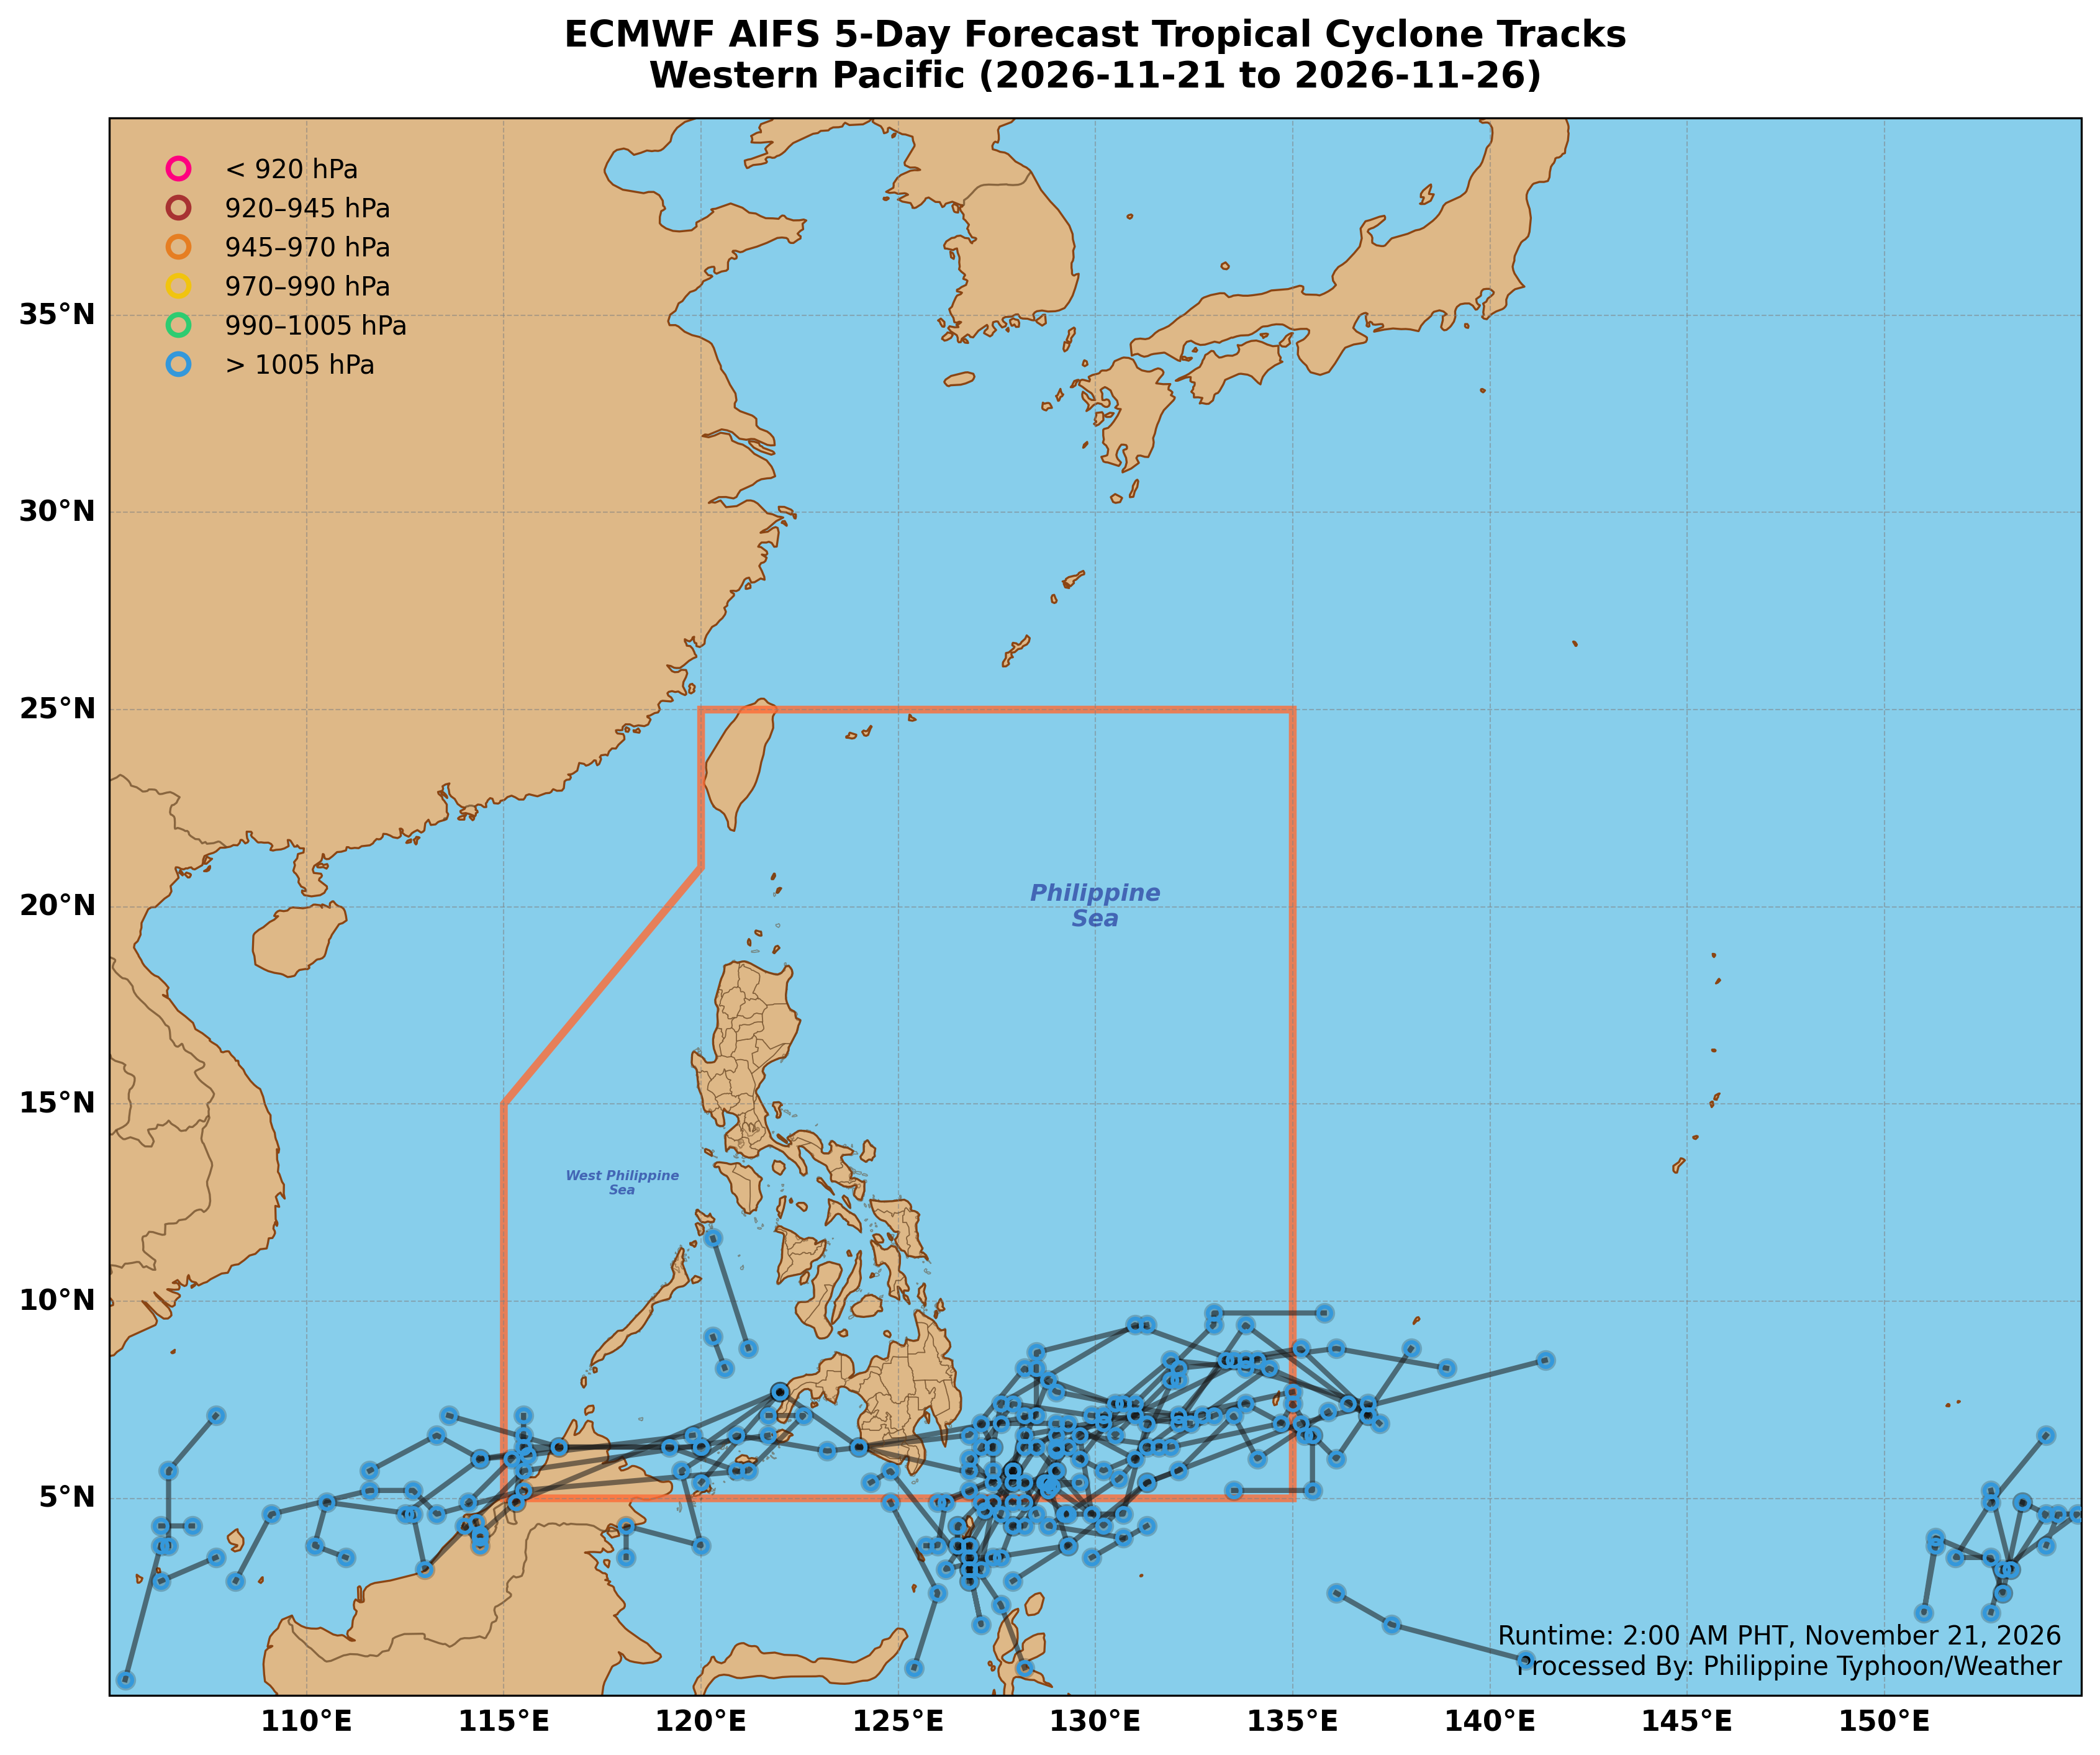 ECMWF AIFS 5-Day Forecast Tropical Cyclone Tracks
Western Pacific (2026-11-21 to 2026-11-26)
< 920 hPa
920–945 hPa
945–970 hPa
970–990 hPa
990–1005 hPa
> 1005 hPa
35°N
30°N
25°N
20°N
15°N
10°N
5°N
Philippine
Sea
West Philippine
Sea
Runtime: 2:00 AM PHT, November 21, 2026
Processed By: Philippine Typhoon/Weather
110°E
115°E
120°E
125°E
130°E
135°E
140°E
145°E
150°E